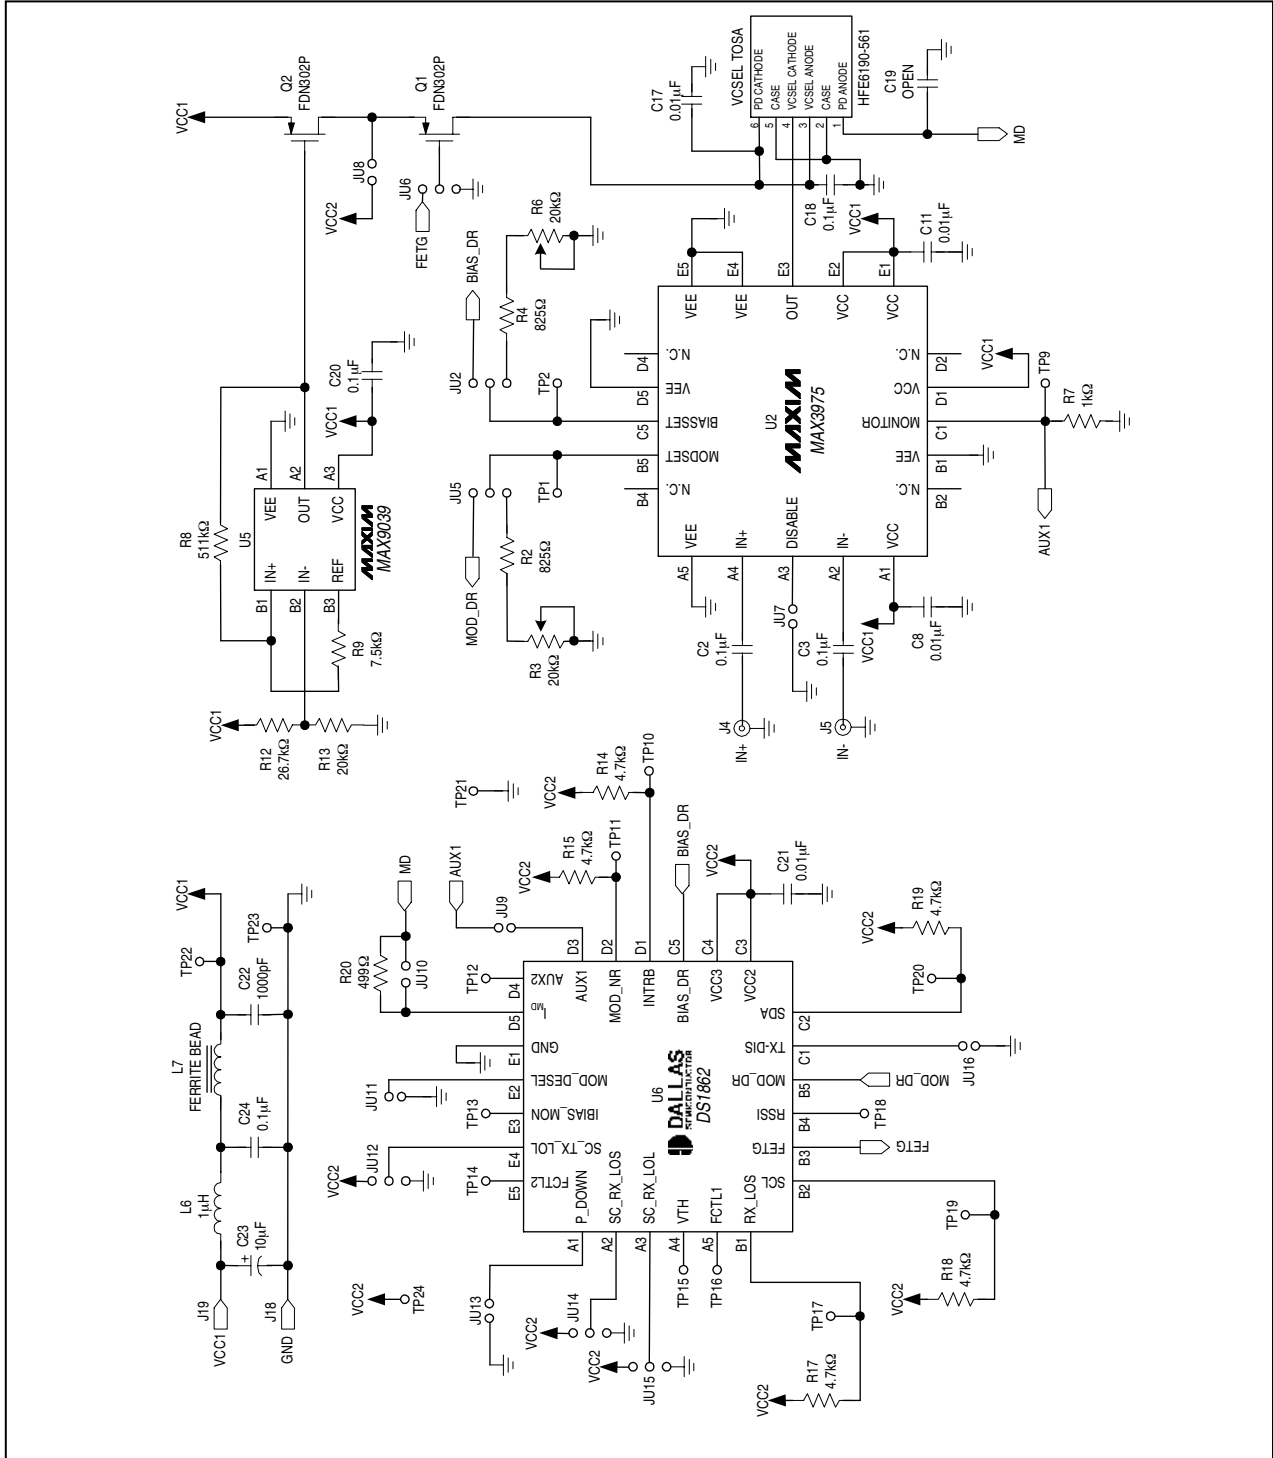 J19
VCC1
J18
GND
C23
10µF
+
L6
1µH
C24
0.1µF
L7
FERRITE BEAD
C22
1000pF
TP22
TP23
VCC1
VCC2
TP24
VCC2
JU12
TP14
TP13
JU11
R20
499Ω
JU10
MD
TP12
AUX1
JU9
VCC2
R15
4.7kΩ
TP11
VCC2
R14
4.7kΩ
TP10
TP21
BIAS_DR
VCC2
C21
0.01µF
VCC2
R19
4.7kΩ
TP20
JU16
MOD_DR
TP18
FETG
TP19
VCC2
R18
4.7kΩ
TP17
VCC2
R17
4.7kΩ
JU13
VCC2
JU14
VCC2
JU15
TP15
TP16
E5
FCTL2
E4
SC_TX_LOL
E3
IBIAS_MON
E2
MOD_DESEL
E1
GND
D5
IMD
D4
AUX2
D3
AUX1
D2
MOD_NR
D1
INTRB
C5
BIAS_DR
C4
VCC3
C3
VCC2
C2
SDA
C1
TX-DIS
B5
MOD_DR
B4
RSSI
B3
FETG
B2
SCL
A1
P_DOWN
A2
SC_RX_LOS
A3
SC_RX_LOL
A4
VTH
A5
FCTL1
B1
RX_LOS
U6
DALLAS
SEMICONDUCTOR
DS1862
VCC1
R12
26.7kΩ
R13
20kΩ
R9
7.5kΩ
R8
511kΩ
U5
B1
IN+
B2
IN-
B3
REF
A1
VEE
A2
OUT
A3
VCC
MAXIM
MAX9039
VCC1
C20
0.1µF
VCC1
Q2
FDN302P
JU8
VCC2
Q1
FDN302P
JU6
FETG
MOD_DR
JU5
R2
825Ω
R3
20kΩ
TP1
BIAS_DR
JU2
R4
825Ω
R6
20kΩ
TP2
J4
IN+
C2
0.1µF
JU7
J5
IN-
C3
0.1µF
VCC1
C8
0.01µF
A5
VEE
A4
IN+
A3
DISABLE
A2
IN-
A1
VCC
B4
N.C.
B5
MODSET
C5
BIASSET
D5
VEE
D4
N.C.
E5
VEE
E4
VEE
E3
OUT
E2
VCC
E1
VCC
B2
N.C.
B1
VEE
C1
MONITOR
D1
VCC
D2
N.C.
U2
MAXIM
MAX3975
AUX1
R7
1kΩ
TP9
VCC1
VCC1
C11
0.01µF
C18
0.1µF
C17
0.01µF
VCSEL TOSA
6
PD CATHODE
5
CASE
4
VCSEL CATHODE
3
VCSEL ANODE
2
CASE
1
PD ANODE
HFE6190-561
C19
OPEN
MD